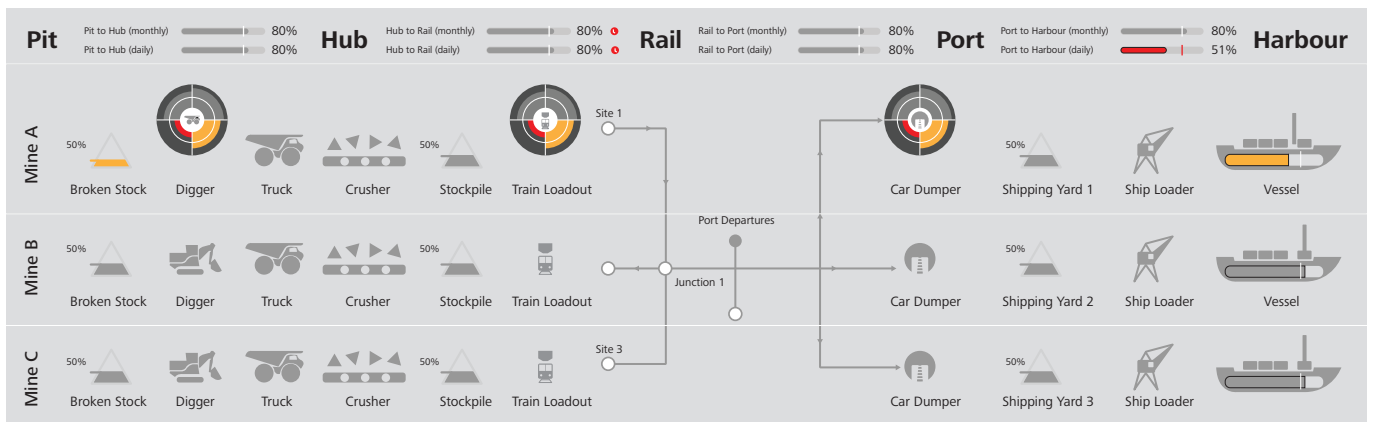 Pit
Pit to Hub (monthly) 80%
Pit to Hub (daily) 80%
Hub
Hub to Rail (monthly) 80%
Hub to Rail (daily) 80%
Rail
Rail to Port (monthly) 80%
Rail to Port (daily) 80%
Port
Port to Harbour (monthly) 80%
Port to Harbour (daily) 51%
Harbour
Mine A
50%
50%
Site 1
50%
Broken Stock Digger Truck Crusher Stockpile Train Loadout Car Dumper Shipping Yard 1 Ship Loader Vessel
Port Departures
Mine B
50%
50%
50%
Junction 1
Broken Stock Digger Truck Crusher Stockpile Train Loadout Car Dumper Shipping Yard 2 Ship Loader Vessel
Mine C
50%
50%
Site 3
50%
Broken Stock Digger Truck Crusher Stockpile Train Loadout Car Dumper Shipping Yard 3 Ship Loader